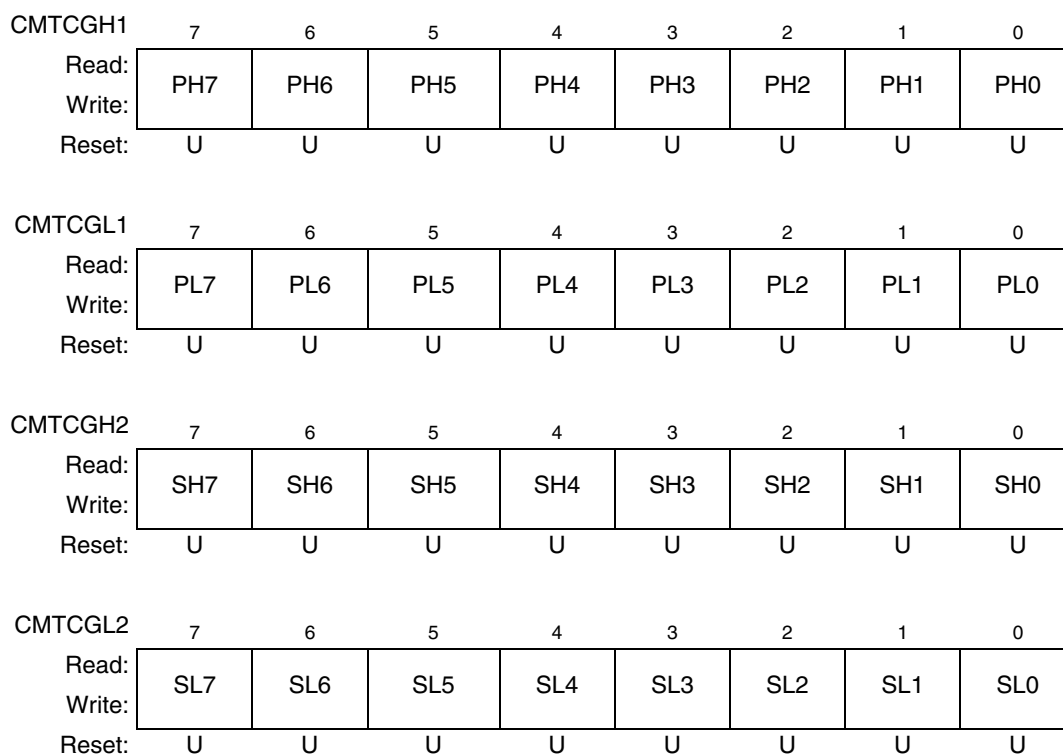 CMTCGH1 7 6 5 4 3 2 1 0
Read:
PH7 PH6 PH5 PH4 PH3 PH2 PH1 PH0
Write:
Reset: U U U U U U U U
CMTCGL1 7 6 5 4 3 2 1 0
Read:
PL7 PL6 PL5 PL4 PL3 PL2 PL1 PL0
Write:
Reset: U U U U U U U U
CMTCGH2 7 6 5 4 3 2 1 0
Read:
SH7 SH6 SH5 SH4 SH3 SH2 SH1 SH0
Write:
Reset: U U U U U U U U
CMTCGL2 7 6 5 4 3 2 1 0
Read:
SL7 SL6 SL5 SL4 SL3 SL2 SL1 SL0
Write:
Reset: U U U U U U U U